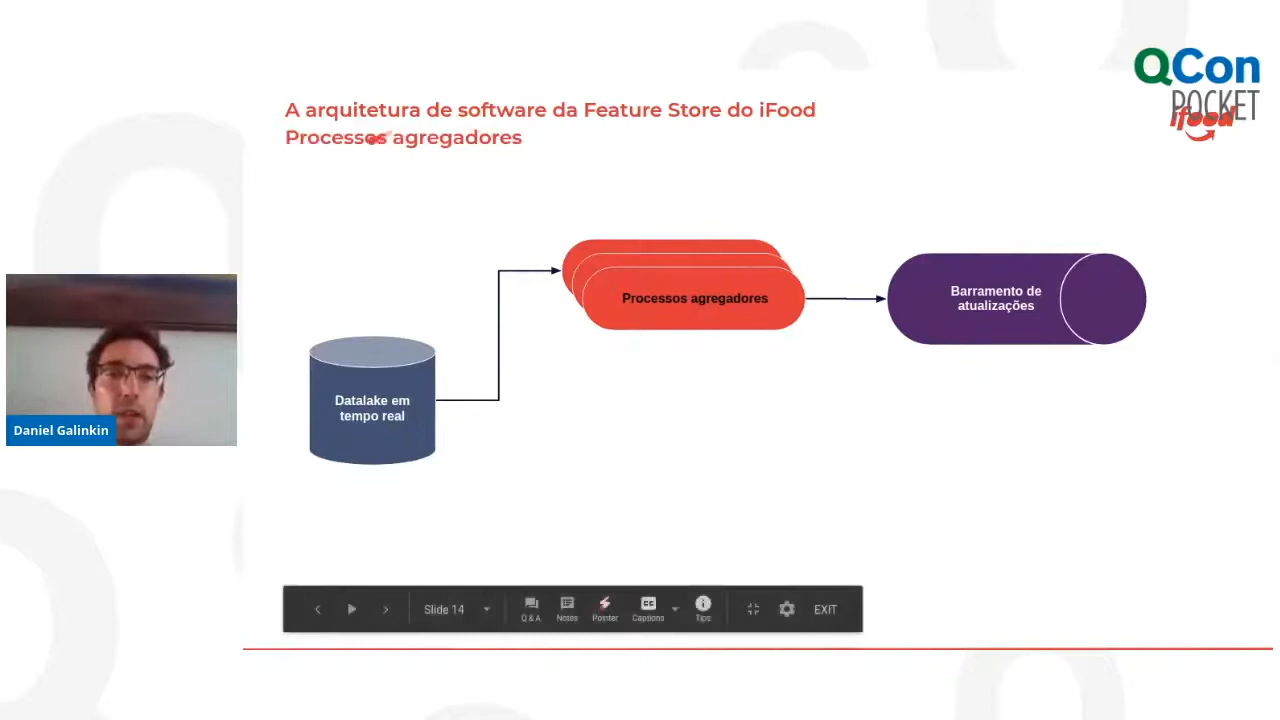 QCon
POCKET
ifood
A arquitetura de software da Feature Store do iFood
Processos agregadores
Processos agregadores
Barramento de
atualizações
Datalake em
tempo real
Daniel Galinkin
Slide 14
Q & A
Notes
Pointer
CC
Captions
Tips
EXIT